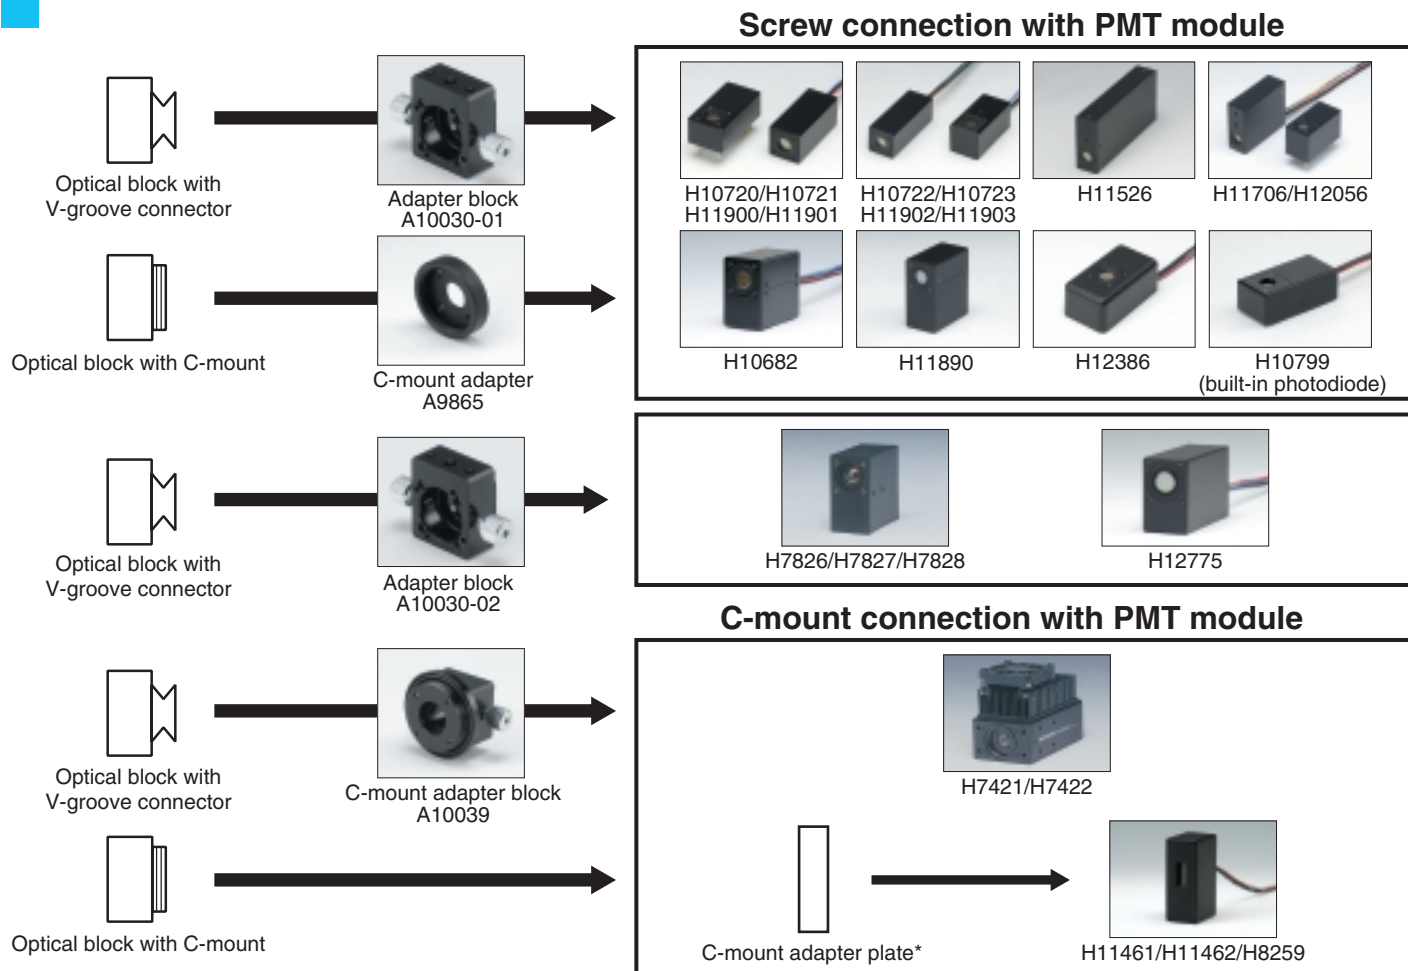 Screw connection with PMT module
Optical block with
V-groove connector
Adapter block
A10030-01
H10720/H10721
H11900/H11901
H10722/H10723
H11902/H11903
H11526
H11706/H12056
Optical block with C-mount
C-mount adapter
A9865
H10682
H11890
H12386
H10799
(built-in photodiode)
Optical block with
V-groove connector
Adapter block
A10030-02
H7826/H7827/H7828
H12775
C-mount connection with PMT module
Optical block with
V-groove connector
C-mount adapter block
A10039
H7421/H7422
Optical block with C-mount
C-mount adapter plate*
H11461/H11462/H8259